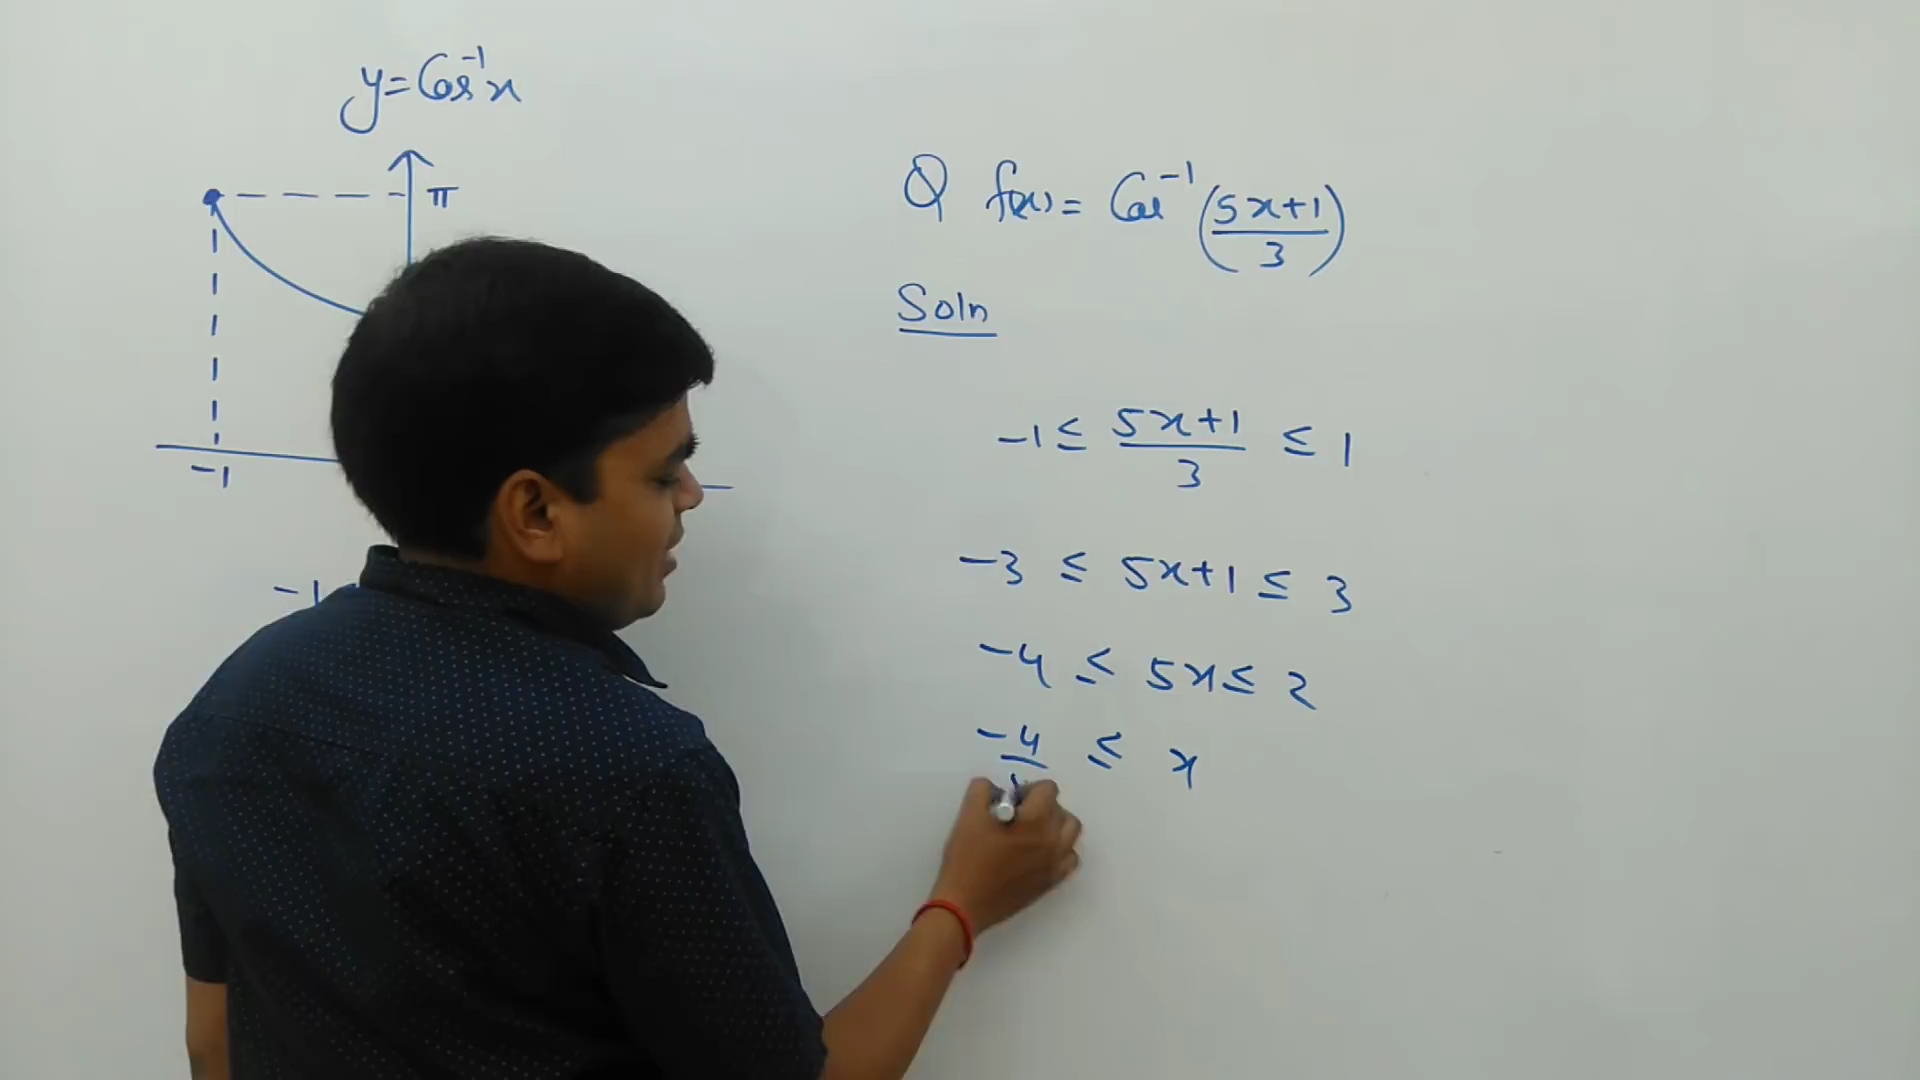 y=Cos⁻¹x
π
-1
-1
Q f(x)= Cos⁻¹(5x+1/3)
Soln
-1 ≤ 5x+1/3 ≤ 1
-3 ≤ 5x+1 ≤ 3
-4 ≤ 5x ≤ 2
-4 ≤ x